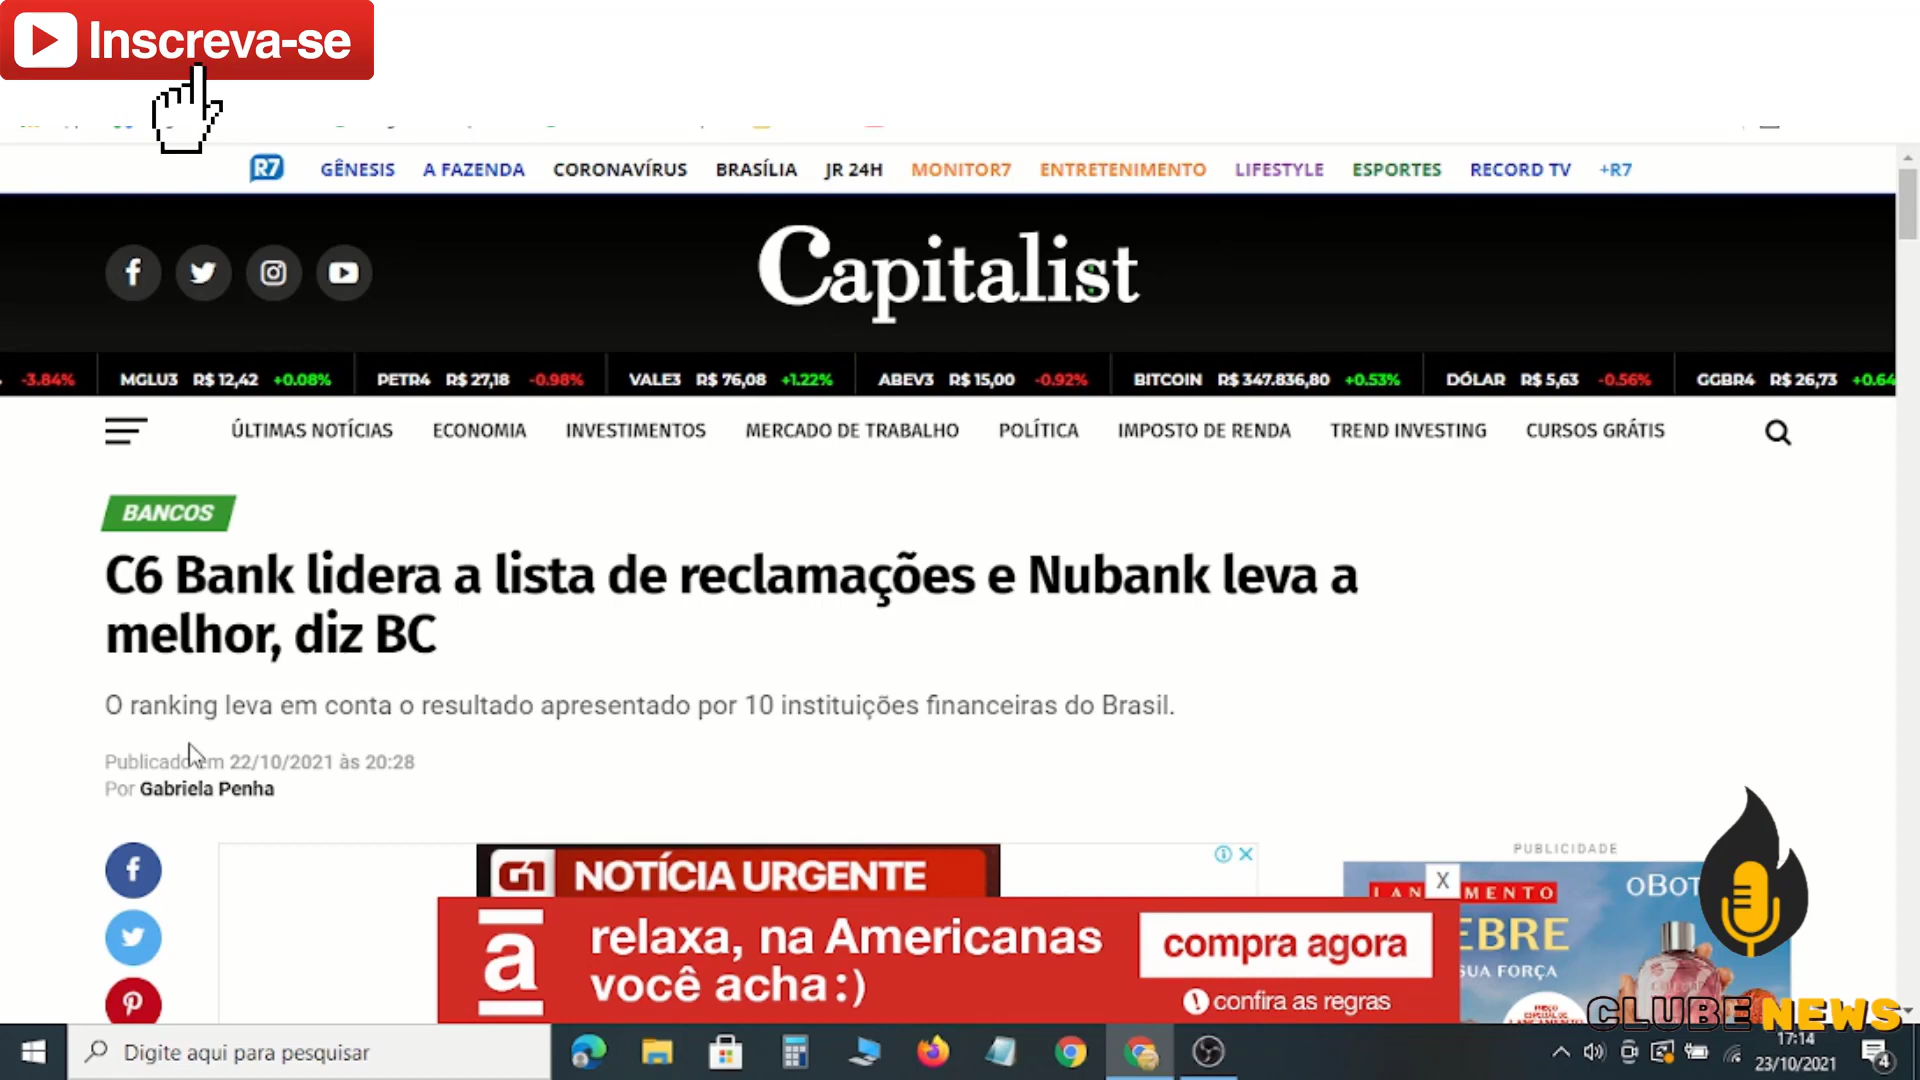 Inscreva-se
R7 GÊNESIS A FAZENDA CORONAVÍRUS BRASÍLIA JR 24H MONITOR7 ENTRETENIMENTO LIFESTYLE ESPORTES RECORD TV +R7
Capitalist
-3.84% MGLU3 R$ 12,42 +0.08% PETR4 R$ 27,18 -0.98% VALE3 R$ 76,08 +1.22% ABEV3 R$ 15,00 -0.92% BITCOIN R$ 347.836,80 +0.53% DÓLAR R$ 5,63 -0.56% GGBR4 R$ 26,73 +0.64
ÚLTIMAS NOTÍCIAS ECONOMIA INVESTIMENTOS MERCADO DE TRABALHO POLÍTICA IMPOSTO DE RENDA TREND INVESTING CURSOS GRÁTIS
BANCOS
C6 Bank lidera a lista de reclamações e Nubank leva a
melhor, diz BC
O ranking leva em conta o resultado apresentado por 10 instituições financeiras do Brasil.
Publicado em 22/10/2021 às 20:28
Por Gabriela Penha
PUBLICIDADE
G1 NOTÍCIA URGENTE
X
oBot
EBRE
SUA FORÇA
a relaxa, na Americanas
você acha :)
compra agora
confira as regras
CLUBE NEWS
Digite aqui para pesquisar
17:14
23/10/2021
4